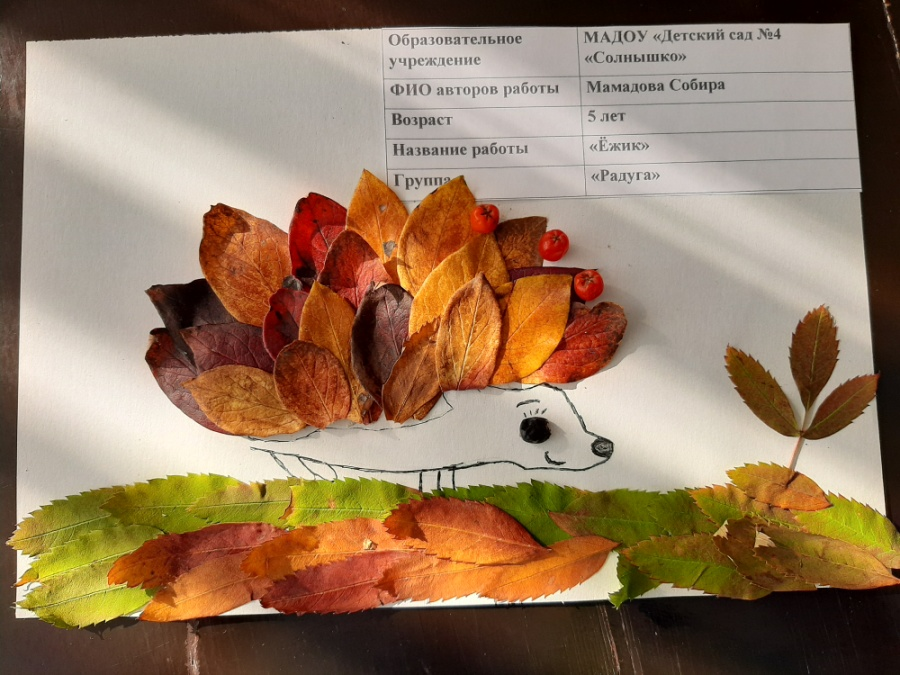 Образовательное учреждение
МАДОУ «Детский сад №4 «Солнышко»
ФИО авторов работы
Мамадова Собира
Возраст
5 лет
Название работы
«Ёжик»
Группа
«Радуга»